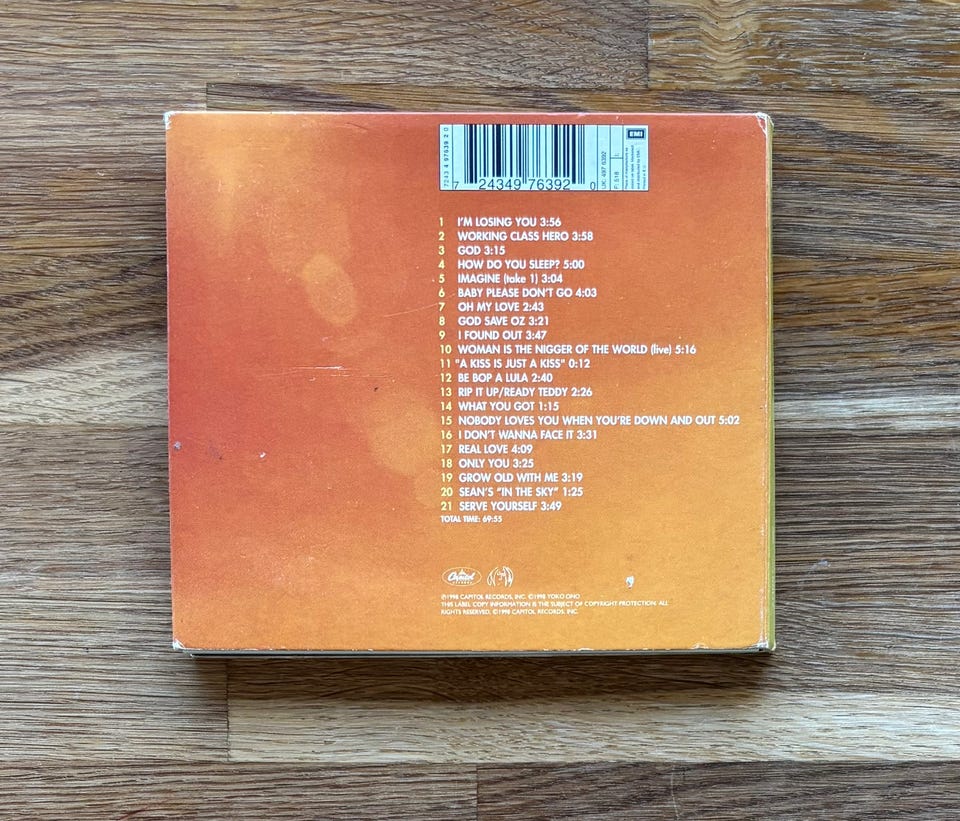 EMI
7243 4 97639 2 0
7 24349 76392 0
UK: 497 6392
1 I'M LOSING YOU 3:56
2 WORKING CLASS HERO 3:58
3 GOD 3:15
4 HOW DO YOU SLEEP? 5:00
5 IMAGINE (take 1) 3:04
6 BABY PLEASE DON'T GO 4:03
7 OH MY LOVE 2:43
8 GOD SAVE OZ 3:21
9 I FOUND OUT 3:47
10 WOMAN IS THE NIGGER OF THE WORLD (live) 5:16
11 "A KISS IS JUST A KISS" 0:12
12 BE BOP A LULA 2:40
13 RIP IT UP/READY TEDDY 2:26
14 WHAT YOU GOT 1:15
15 NOBODY LOVES YOU WHEN YOU'RE DOWN AND OUT 5:02
16 I DON'T WANNA FACE IT 3:31
17 REAL LOVE 4:09
18 ONLY YOU 3:25
19 GROW OLD WITH ME 3:19
20 SEAN'S "IN THE SKY" 1:25
21 SERVE YOURSELF 3:49
TOTAL TIME: 69:55
Capitol
℗1998 CAPITOL RECORDS, INC. ©1998 YOKO ONO
THIS LABEL COPY INFORMATION IS THE SUBJECT OF COPYRIGHT PROTECTION. ALL
RIGHTS RESERVED. ©1998 CAPITOL RECORDS, INC.